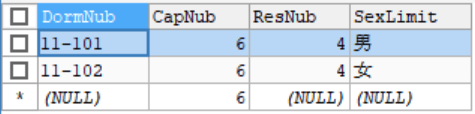 DormNub CapNub ResNub SexLimit
11-101 6 4 男
11-102 6 4 女
* (NULL) 6 (NULL) (NULL)